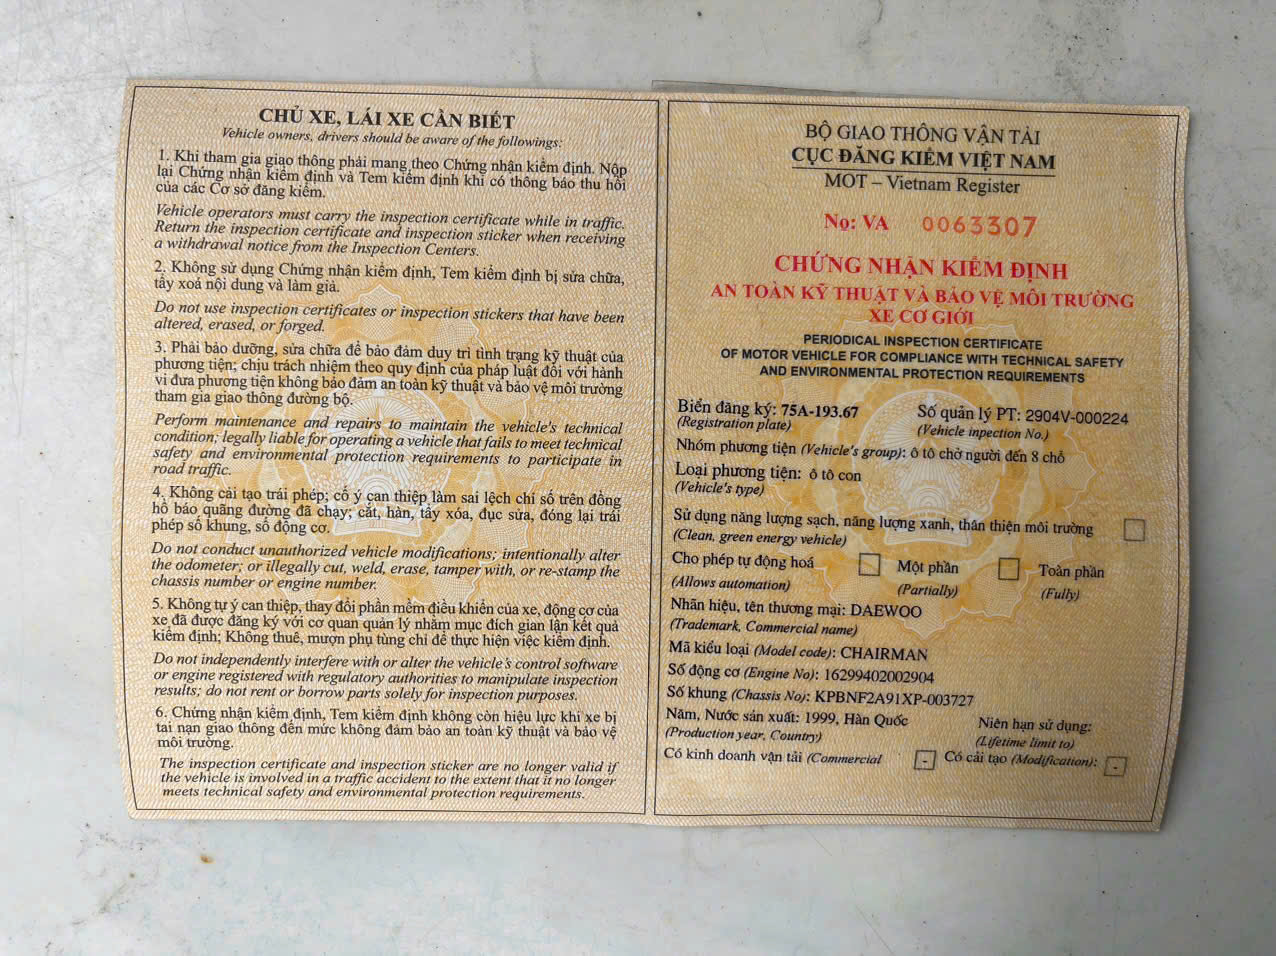 CHỦ XE, LÁI XE CẦN BIẾT
Vehicle owners, drivers should be aware of the followings:
1. Khi tham gia giao thông phải mang theo Chứng nhận kiểm định. Nộp
lại Chứng nhận kiểm định và Tem kiểm định khi có thông báo thu hồi
của các Cơ sở đăng kiểm.
Vehicle operators must carry the inspection certificate while in traffic.
Return the inspection certificate and inspection sticker when receiving
a withdrawal notice from the Inspection Centers.
2. Không sử dụng Chứng nhận kiểm định, Tem kiểm định bị sửa chữa,
tẩy xoá nội dung và làm giả.
Do not use inspection certificates or inspection stickers that have been
altered, erased, or forged.
3. Phải bảo dưỡng, sửa chữa để bảo đảm duy trì tình trạng kỹ thuật của
phương tiện; chịu trách nhiệm theo quy định của pháp luật đối với hành
vi đưa phương tiện không bảo đảm an toàn kỹ thuật và bảo vệ môi trường
tham gia giao thông đường bộ.
Perform maintenance and repairs to maintain the vehicle's technical
condition; legally liable for operating a vehicle that fails to meet technical
safety and environmental protection requirements to participate in
road traffic.
4. Không cải tạo trái phép; cố ý can thiệp làm sai lệch chỉ số trên đồng
hồ báo quãng đường đã chạy; cắt, hàn, tẩy xóa, đục sửa, đóng lại trái
phép số khung, số động cơ.
Do not conduct unauthorized vehicle modifications; intentionally alter
the odometer; or illegally cut, weld, erase, tamper with, or re-stamp the
chassis number or engine number.
5. Không tự ý can thiệp, thay đổi phần mềm điều khiển của xe, động cơ của
xe đã được đăng ký với cơ quan quản lý nhằm mục đích gian lận kết quả
kiểm định; Không thuê, mượn phụ tùng chỉ để thực hiện việc kiểm định.
Do not independently interfere with or alter the vehicle's control software
or engine registered with regulatory authorities to manipulate inspection
results; do not rent or borrow parts solely for inspection purposes.
6. Chứng nhận kiểm định, Tem kiểm định không còn hiệu lực khi xe bị
tai nạn giao thông đến mức không đảm bảo an toàn kỹ thuật và bảo vệ
môi trường.
The inspection certificate and inspection sticker are no longer valid if
the vehicle is involved in a traffic accident to the extent that it no longer
meets technical safety and environmental protection requirements.
BỘ GIAO THÔNG VẬN TẢI
CỤC ĐĂNG KIỂM VIỆT NAM
MOT – Vietnam Register
No: VA 0063307
CHỨNG NHẬN KIỂM ĐỊNH
AN TOÀN KỸ THUẬT VÀ BẢO VỆ MÔI TRƯỜNG
XE CƠ GIỚI
PERIODICAL INSPECTION CERTIFICATE
OF MOTOR VEHICLE FOR COMPLIANCE WITH TECHNICAL SAFETY
AND ENVIRONMENTAL PROTECTION REQUIREMENTS
Biển đăng ký: 75A-193.67 Số quản lý PT: 2904V-000224
(Registration plate) (Vehicle inpection No.)
Nhóm phương tiện (Vehicle's group): ô tô chở người đến 8 chỗ
Loại phương tiện: ô tô con
(Vehicle's type)
Sử dụng năng lượng sạch, năng lượng xanh, thân thiện môi trường
(Clean, green energy vehicle)
Cho phép tự động hoá Một phần Toàn phần
(Allows automation) (Partially) (Fully)
Nhãn hiệu, tên thương mại: DAEWOO
(Trademark, Commercial name)
Mã kiểu loại (Model code): CHAIRMAN
Số động cơ (Engine No): 16299402002904
Số khung (Chassis No): KPBNF2A91XP-003727
Năm, Nước sản xuất: 1999, Hàn Quốc Niên hạn sử dụng:
(Production year, Country) (Lifetime limit to)
Có kinh doanh vận tải (Commercial - Có cải tạo (Modification): -